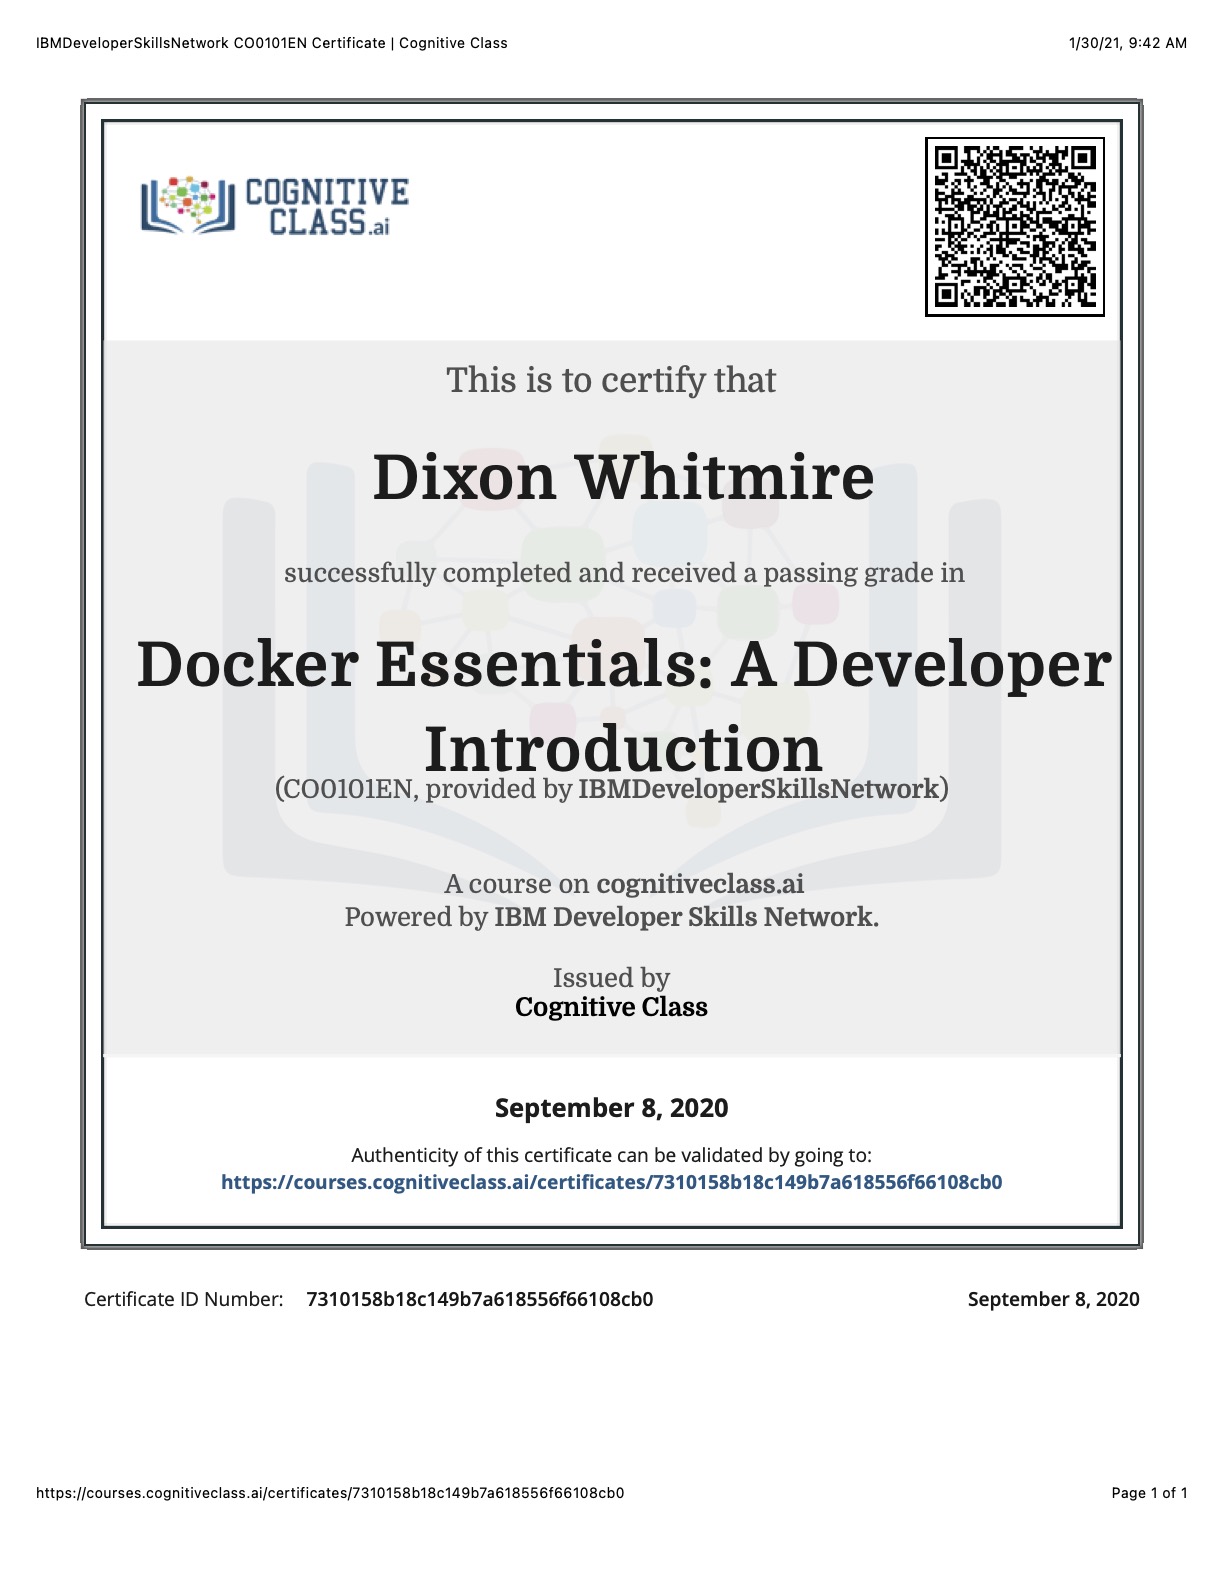 IBMDeveloperSkillsNetwork CO0101EN Certificate | Cognitive Class
1/30/21, 9:42 AM
COGNITIVE
CLASS.ai
This is to certify that
Dixon Whitmire
successfully completed and received a passing grade in
Docker Essentials: A Developer
Introduction
(CO0101EN, provided by IBMDeveloperSkillsNetwork)
A course on cognitiveclass.ai
Powered by IBM Developer Skills Network.
Issued by
Cognitive Class
September 8, 2020
Authenticity of this certificate can be validated by going to:
https://courses.cognitiveclass.ai/certificates/7310158b18c149b7a618556f66108cb0
Certificate ID Number: 7310158b18c149b7a618556f66108cb0
September 8, 2020
https://courses.cognitiveclass.ai/certificates/7310158b18c149b7a618556f66108cb0
Page 1 of 1